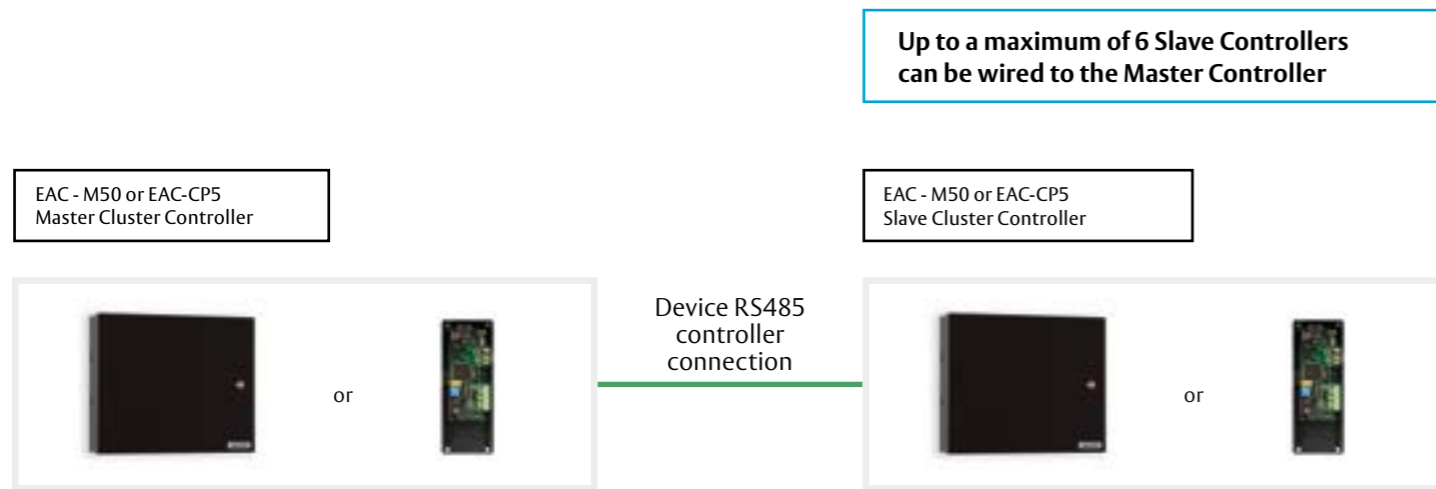 Up to a maximum of 6 Slave Controllers
can be wired to the Master Controller
EAC - M50 or EAC-CP5
Master Cluster Controller
EAC - M50 or EAC-CP5
Slave Cluster Controller
or
Device RS485
controller
connection
or